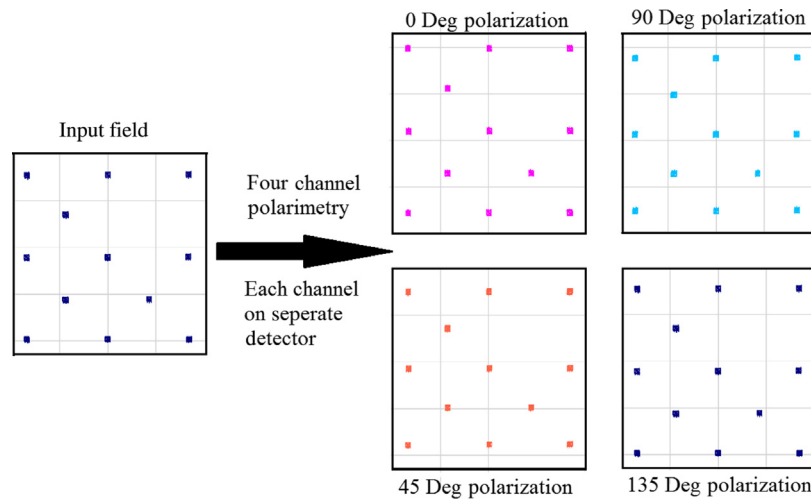 0 Deg polarization
90 Deg polarization
Input field
Four channel
polarimetry
Each channel
on seperate
detector
45 Deg polarization
135 Deg polarization